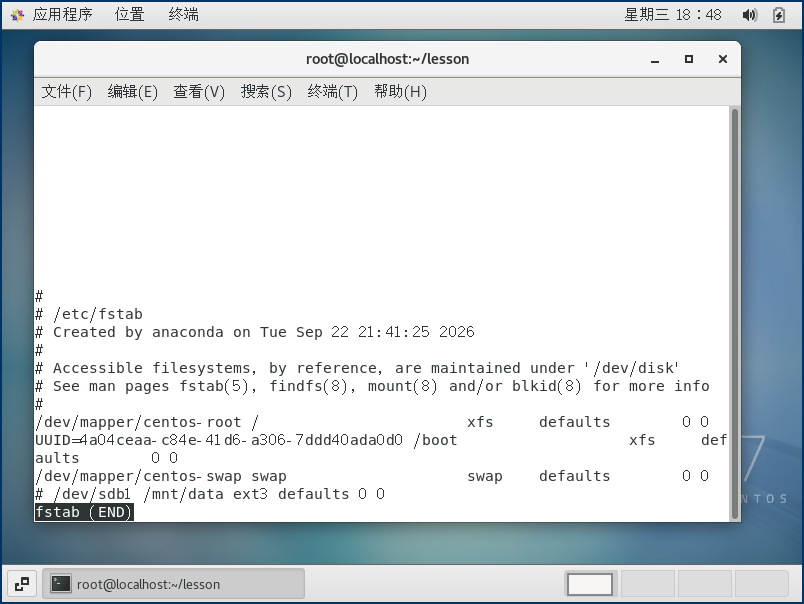 应用程序 位置 终端 星期三 18：48
root@localhost:~/lesson
文件(F) 编辑(E) 查看(V) 搜索(S) 终端(T) 帮助(H)
#
# /etc/fstab
# Created by anaconda on Tue Sep 22 21:41:25 2026
#
# Accessible filesystems, by reference, are maintained under '/dev/disk'
# See man pages fstab(5), findfs(8), mount(8) and/or blkid(8) for more info
#
/dev/mapper/centos-root / xfs defaults 0 0
UUID=4a04ceaa-c84e-41d6-a306-7ddd40ada0d0 /boot xfs def
aults 0 0
/dev/mapper/centos-swap swap swap defaults 0 0
# /dev/sdb1 /mnt/data ext3 defaults 0 0
fstab (END)
7
NTOS
root@localhost:~/lesson